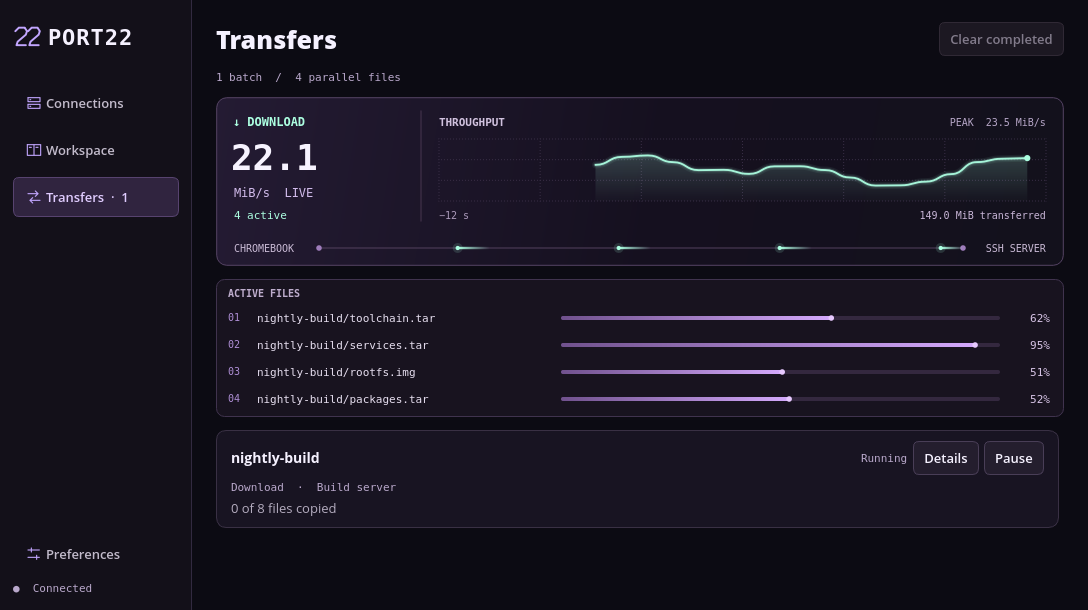 22 PORT22
Connections
Workspace
Transfers · 1
Preferences
Connected
Transfers
Clear completed
1 batch / 4 parallel files
↓ DOWNLOAD
22.1
MiB/s LIVE
4 active
THROUGHPUT
PEAK 23.5 MiB/s
−12 s
149.0 MiB transferred
CHROMEBOOK
SSH SERVER
ACTIVE FILES
01 nightly-build/toolchain.tar 62%
02 nightly-build/services.tar 95%
03 nightly-build/rootfs.img 51%
04 nightly-build/packages.tar 52%
nightly-build
Running
Details
Pause
Download · Build server
0 of 8 files copied